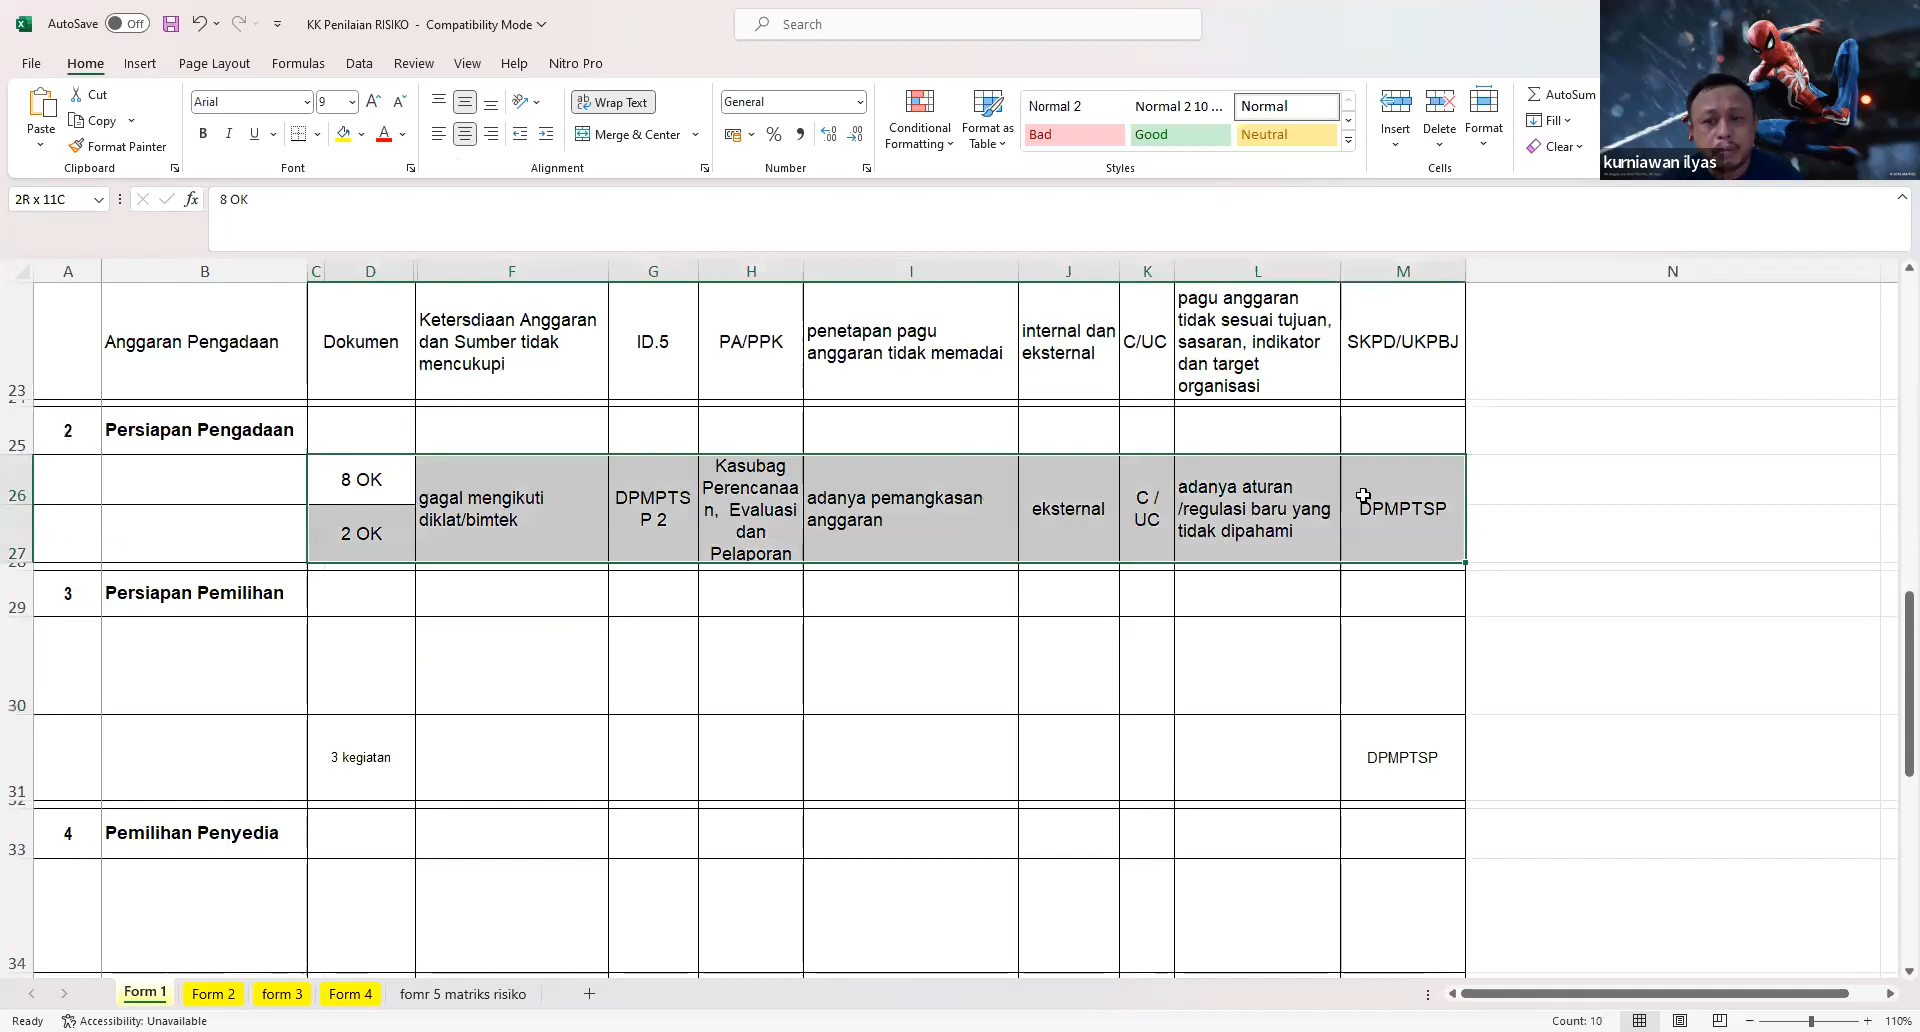 AutoSave Off KK Penilaian RISIKO - Compatibility Mode Search
File Home Insert Page Layout Formulas Data Review View Help Nitro Pro
Paste Cut Copy Format Painter
Arial 9 B I U
Wrap Text
Merge & Center
General
Conditional Formatting
Format as Table
Normal 2 Normal 2 10 ... Normal
Bad Good Neutral
Insert Delete Format
AutoSum
Fill
Clear
Clipboard Font Alignment Number Styles Cells
kurniawan ilyas
2R x 11C fx 8 OK
A B C D F G H I J K L M N
23
Anggaran Pengadaan
Dokumen
Ketersdiaan Anggaran
dan Sumber tidak
mencukupi
ID.5
PA/PPK
penetapan pagu
anggaran tidak memadai
internal dan
eksternal
C/UC
pagu anggaran
tidak sesuai tujuan,
sasaran, indikator
dan target
organisasi
SKPD/UKPBJ
25
2 Persiapan Pengadaan
26
8 OK
27
2 OK
gagal mengikuti
diklat/bimtek
DPMPTS
P 2
Kasubag
Perencanaa
n, Evaluasi
dan
Pelaporan
adanya pemangkasan
anggaran
eksternal
C /
UC
adanya aturan
/regulasi baru yang
tidak dipahami
DPMPTSP
29
3 Persiapan Pemilihan
30
31
3 kegiatan DPMPTSP
33
4 Pemilihan Penyedia
34
Form 1 Form 2 form 3 Form 4 fomr 5 matriks risiko
Ready Accessibility: Unavailable Count: 10 110%